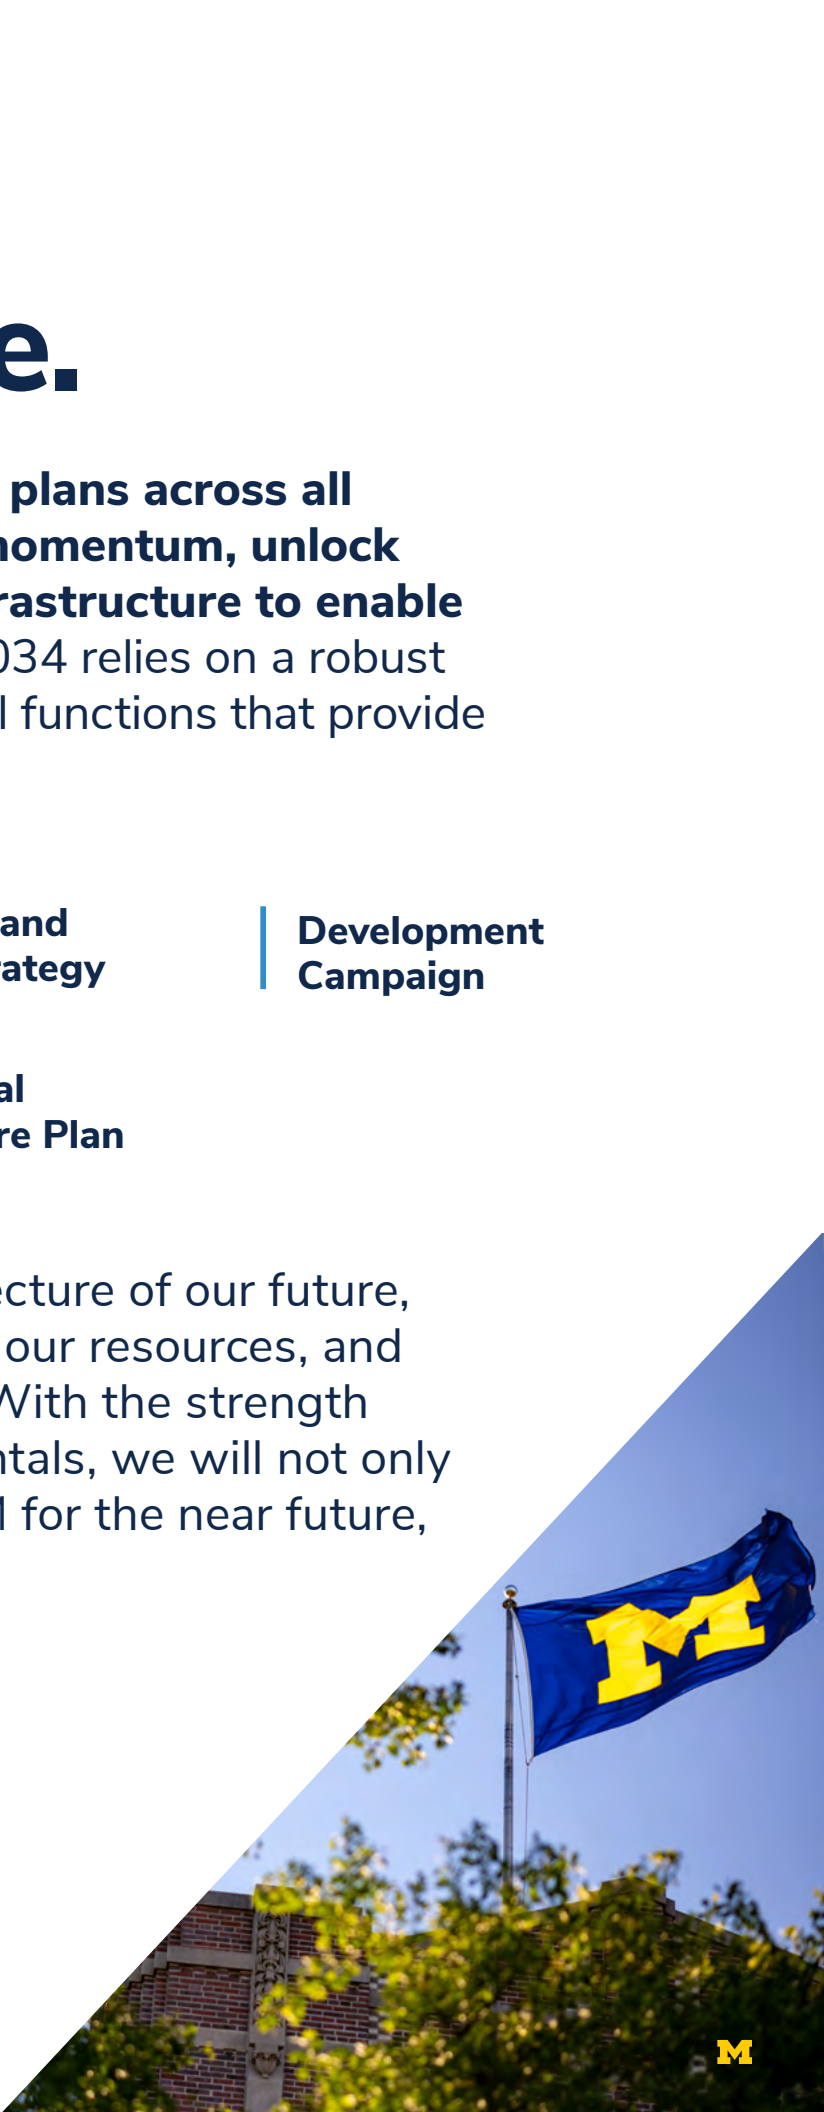 e.
plans across all
momentum, unlock
rastructure to enable
034 relies on a robust
l functions that provide
and
rategy
Development
Campaign
al
re Plan
ecture of our future,
our resources, and
With the strength
ntals, we will not only
for the near future,
M
M